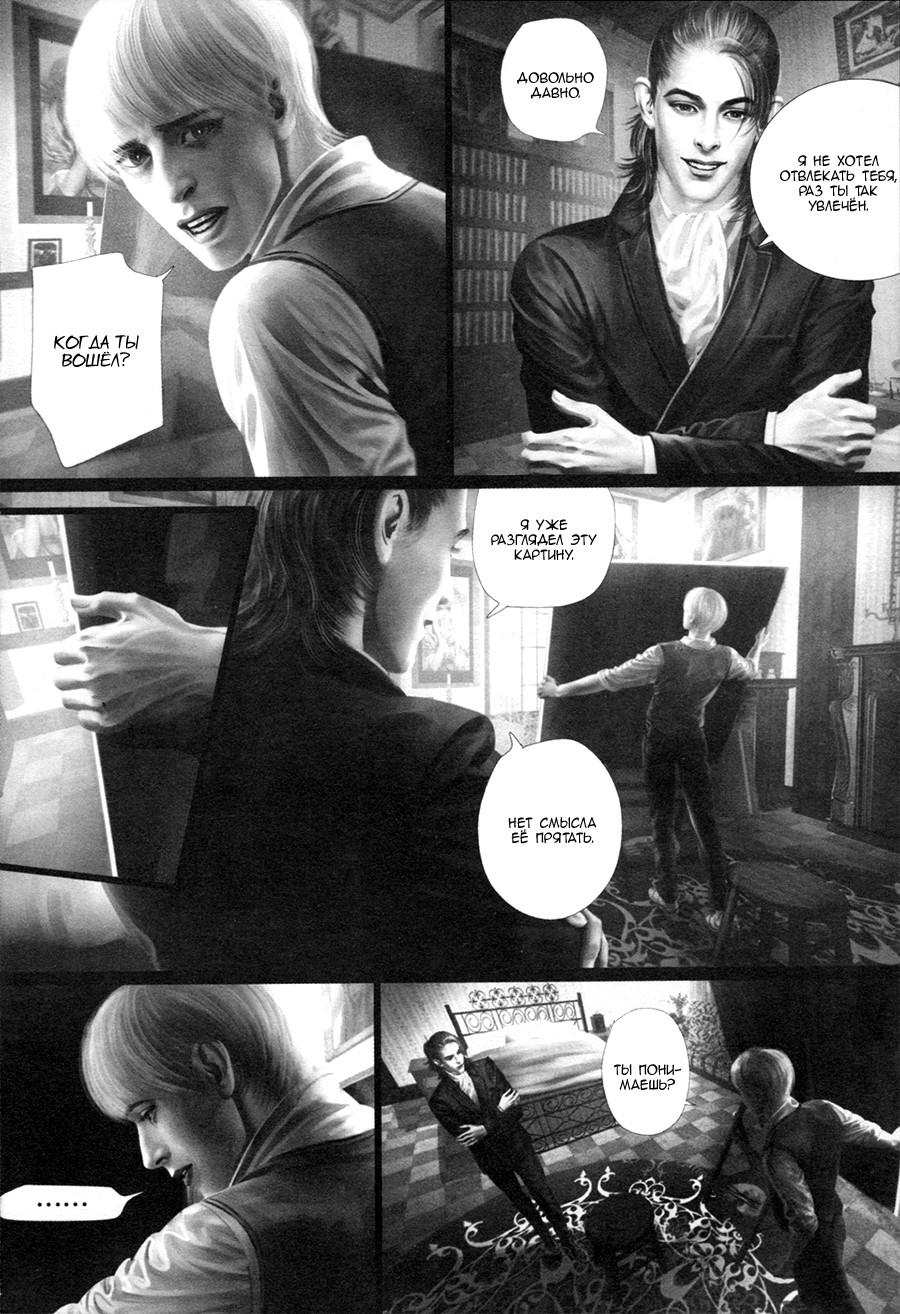 КОГДА ТЫ
ВОШЁЛ?
ДОВОЛЬНО
ДАВНО.
Я НЕ ХОТЕЛ
ОТВЛЕКАТЬ ТЕБЯ,
РАЗ ТЫ ТАК
УВЛЕЧЁН.
Я УЖЕ
РАЗГЛЯДЕЛ ЭТУ
КАРТИНУ.
НЕТ СМЫСЛА
ЕЁ ПРЯТАТЬ.
......
ТЫ ПОНИ-
МАЕШЬ?